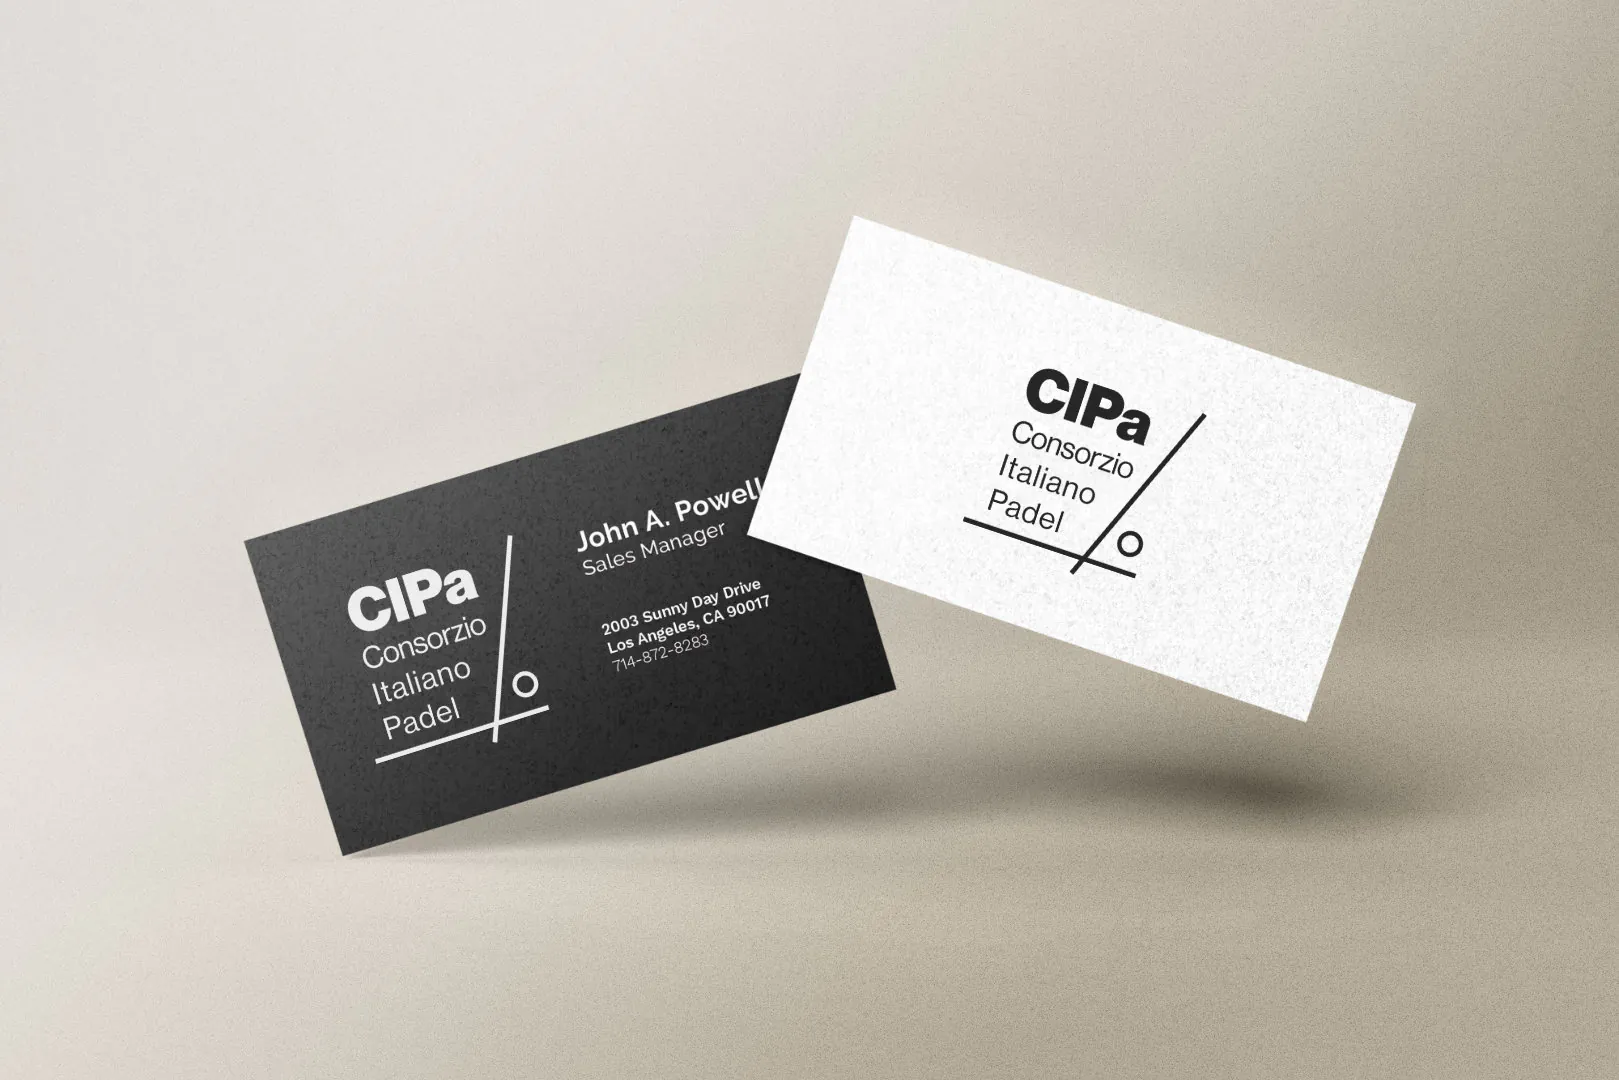 CIPa
Consorzio
Italiano
Padel
John A. Powell
Sales Manager
2003 Sunny Day Drive
Los Angeles, CA 90017
714-872-8283
CIPa
Consorzio
Italiano
Padel